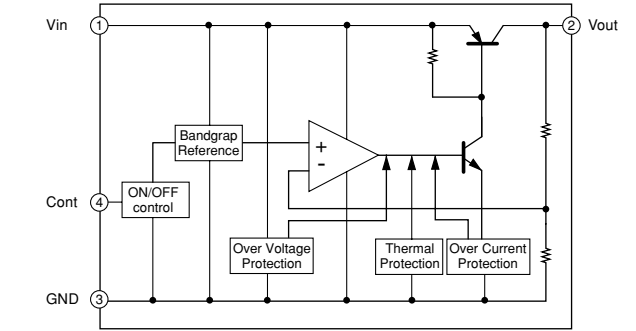 Vin 1
2 Vout
Bandgrap
Reference
+
-
Cont 4
ON/OFF
control
Over Voltage
Protection
Thermal
Protection
Over Current
Protection
GND 3